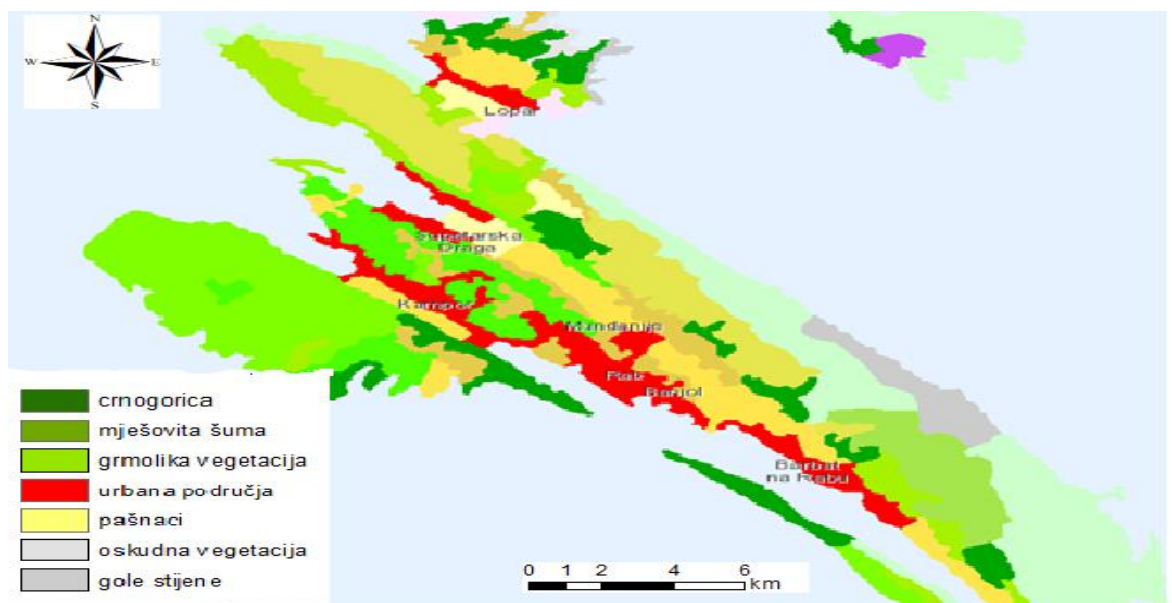 N
W E
S
Lopar
Supetarska
Draga
Kampor
Mundanije
Rab
Banjol
Barbat
na Rabu
crnogorica
mješovita šuma
grmolika vegetacija
urbana područja
pašnaci
oskudna vegetacija
gole stijene
0 1 2 4 6
km